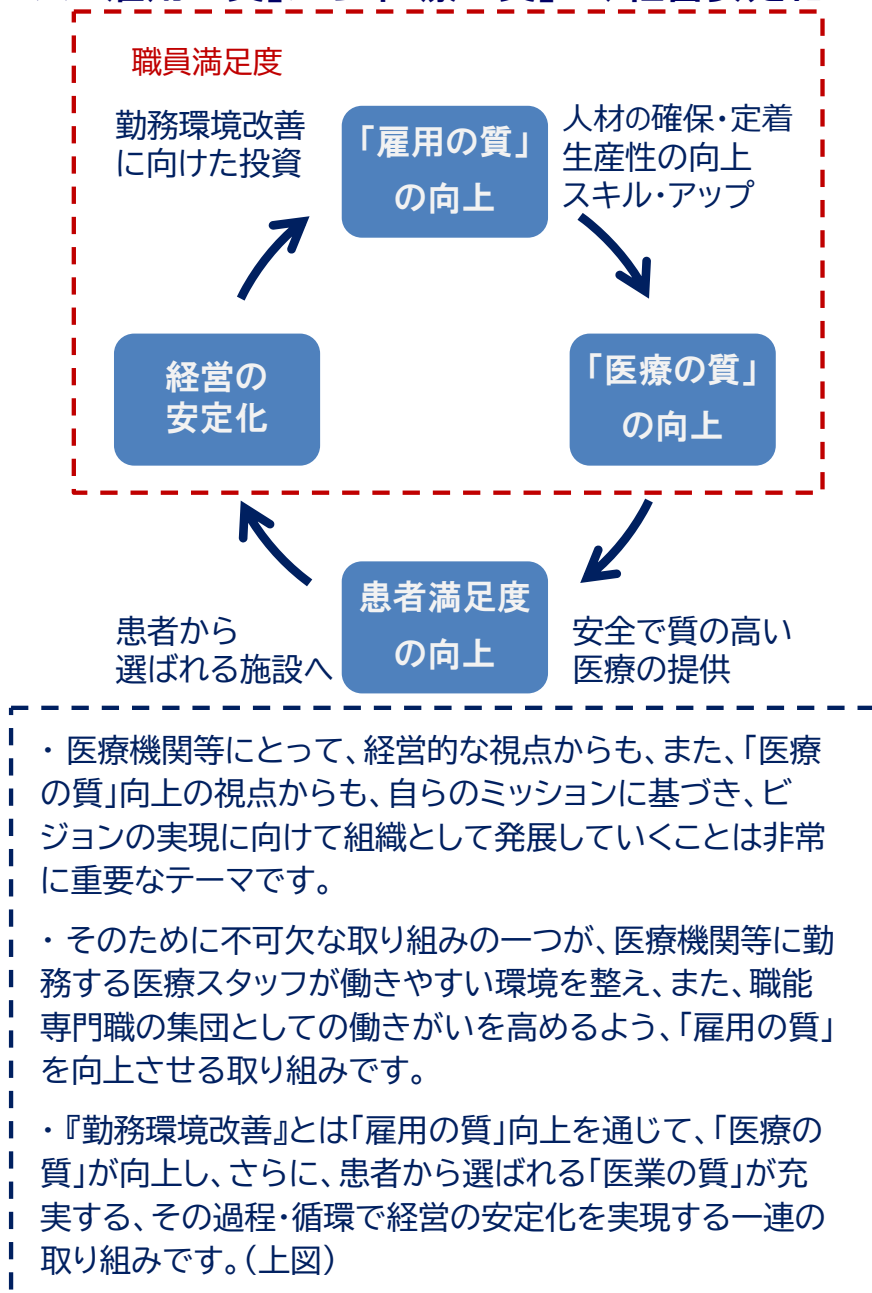 職員満足度
勤務環境改善
に向けた投資
「雇用の質」
の向上
人材の確保・定着
生産性の向上
スキル・アップ
経営の
安定化
「医療の質」
の向上
患者から
選ばれる施設へ
患者満足度
の向上
安全で質の高い
医療の提供
・ 医療機関等にとって、経営的な視点からも、また、「医療
の質」向上の視点からも、自らのミッションに基づき、ビ
ジョンの実現に向けて組織として発展していくことは非常
に重要なテーマです。
・ そのために不可欠な取り組みの一つが、医療機関等に勤
務する医療スタッフが働きやすい環境を整え、また、職能
専門職の集団としての働きがいを高めるよう、「雇用の質」
を向上させる取り組みです。
・『勤務環境改善』とは「雇用の質」向上を通じて、「医療の
質」が向上し、さらに、患者から選ばれる「医業の質」が充
実する、その過程・循環で経営の安定化を実現する一連の
取り組みです。（上図）